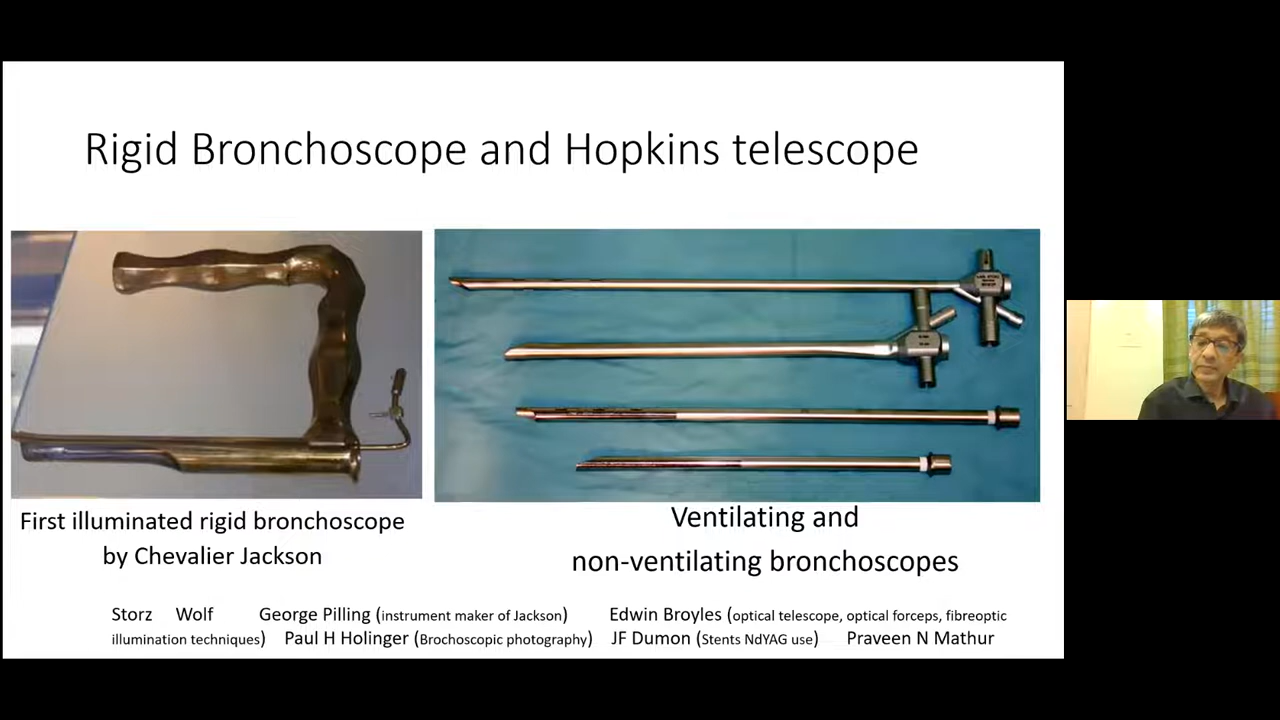 Rigid Bronchoscope and Hopkins telescope
First illuminated rigid bronchoscope
by Chevalier Jackson
Ventilating and
non-ventilating bronchoscopes
Storz Wolf George Pilling (instrument maker of Jackson) Edwin Broyles (optical telescope, optical forceps, fibreoptic
illumination techniques) Paul H Holinger (Brochoscopic photography) JF Dumon (Stents NdYAG use) Praveen N Mathur